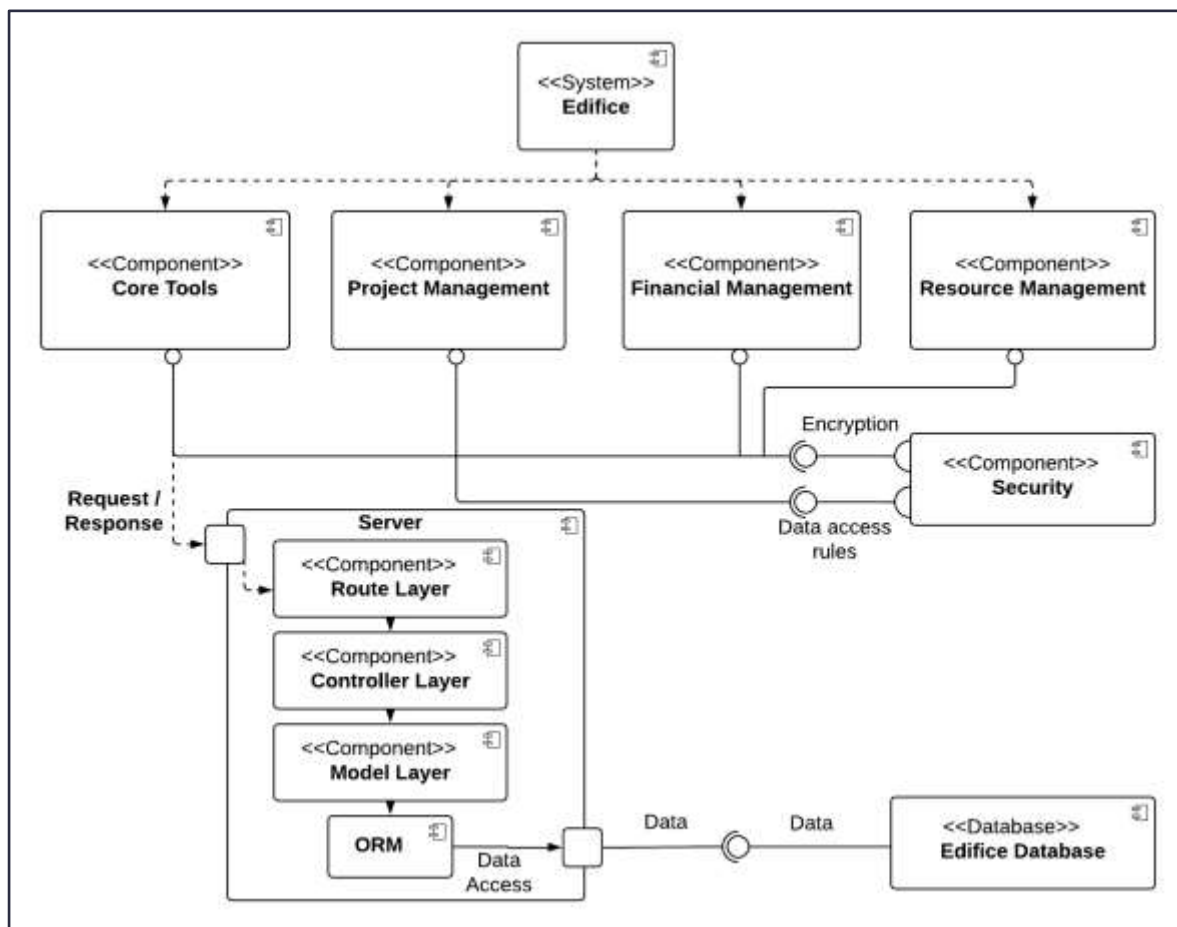 <<System>>
Edifice
<<Component>>
Core Tools
<<Component>>
Project Management
<<Component>>
Financial Management
<<Component>>
Resource Management
Encryption
<<Component>>
Security
Data access
rules
Request /
Response
Server
<<Component>>
Route Layer
<<Component>>
Controller Layer
<<Component>>
Model Layer
ORM
Data
Access
Data
Data
<<Database>>
Edifice Database